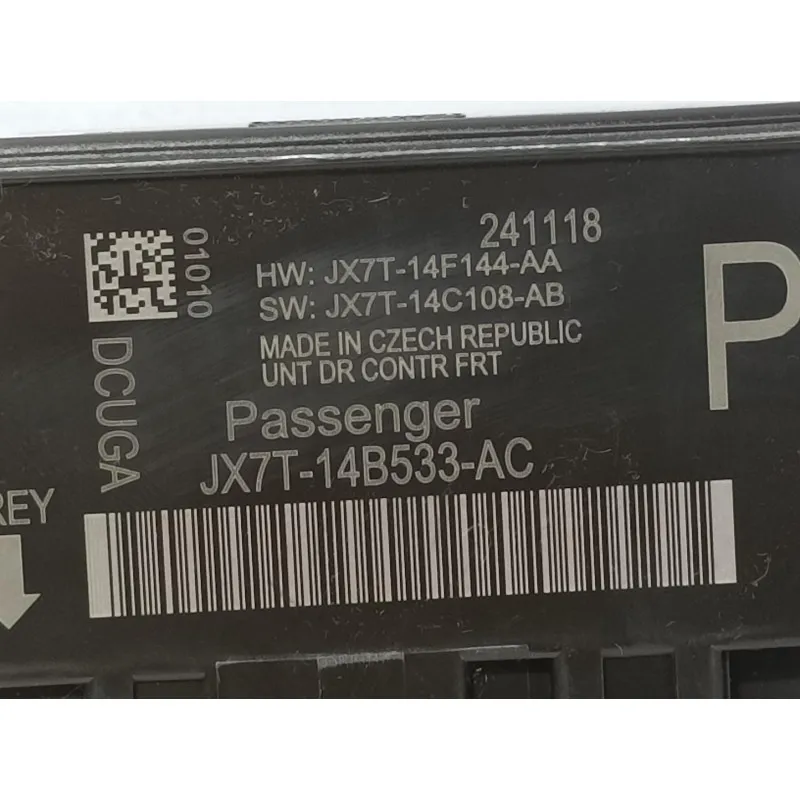 241118
01010
HW: JX7T-14F144-AA
SW: JX7T-14C108-AB
MADE IN CZECH REPUBLIC
UNT DR CONTR FRT
DCUGA
Passenger
P
JX7T-14B533-AC
REY